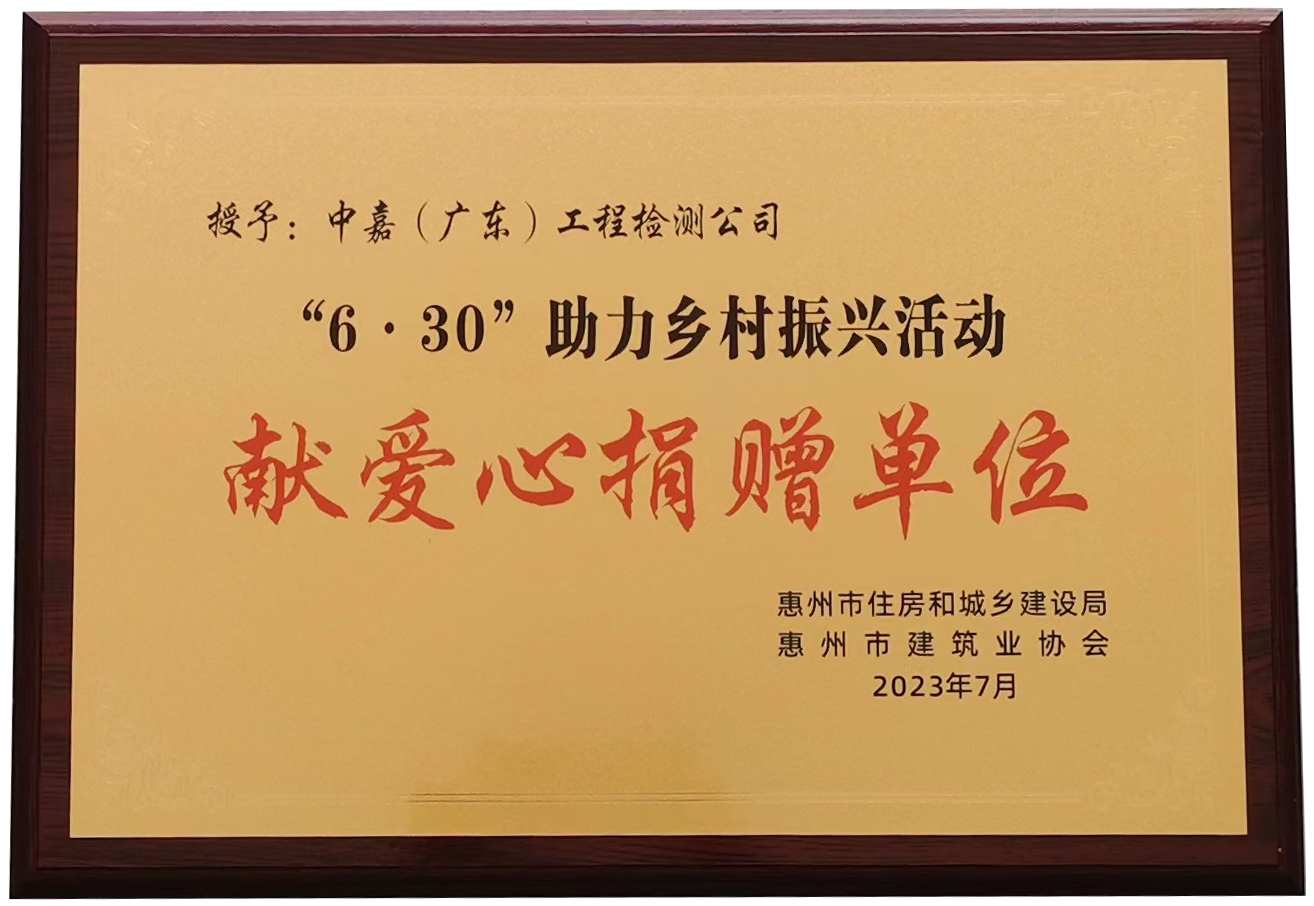 授予：中嘉（广东）工程检测公司
“6·30”助力乡村振兴活动
献爱心捐赠单位
惠州市住房和城乡建设局
惠州市建筑业协会
2023年7月